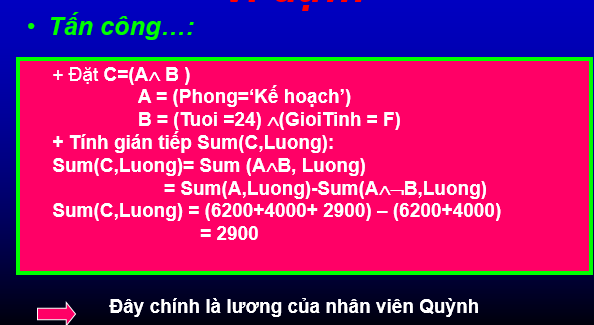 • Tấn công…:
+ Đặt C=(A∧ B )
A = (Phong=‘Kế hoạch’)
B = (Tuoi =24) ∧(GioiTinh = F)
+ Tính gián tiếp Sum(C,Luong):
Sum(C,Luong)= Sum (A∧B, Luong)
= Sum(A,Luong)-Sum(A∧¬B,Luong)
Sum(C,Luong) = (6200+4000+ 2900) – (6200+4000)
= 2900
Đây chính là lương của nhân viên Quỳnh